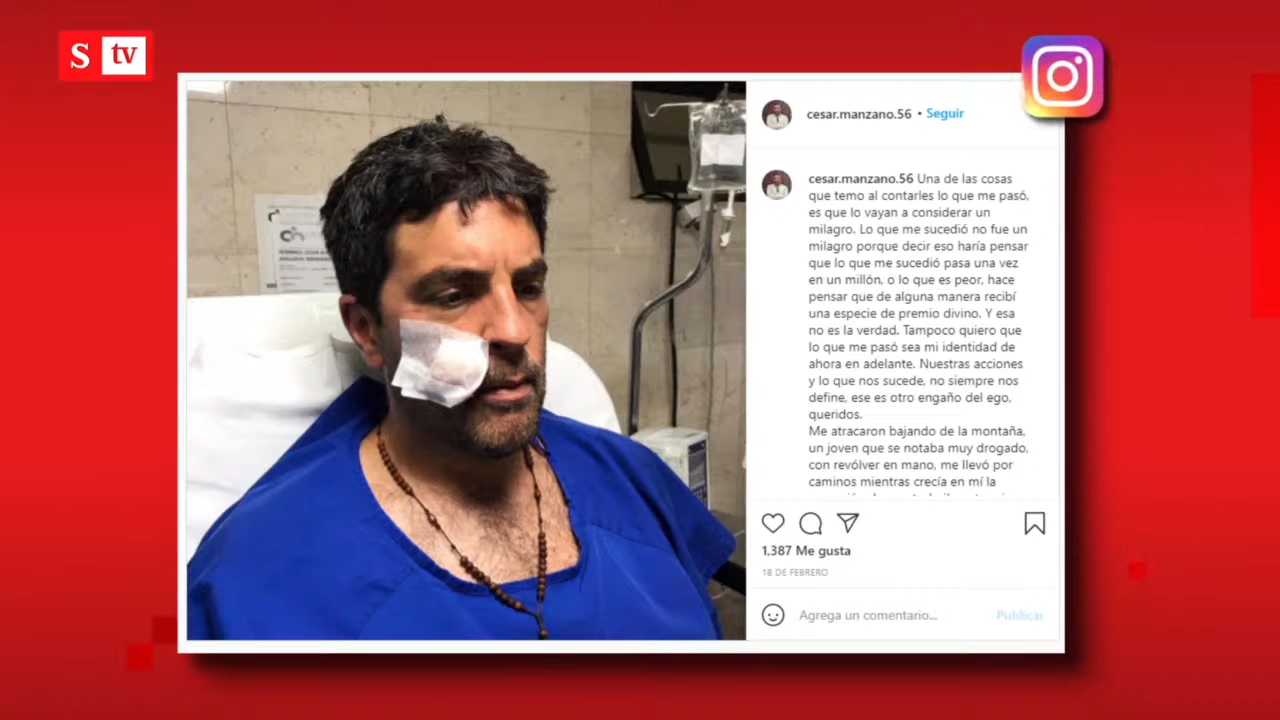 S tv
cesar.manzano.56 • Seguir
cesar.manzano.56 Una de las cosas
que temo al contarles lo que me pasó,
es que lo vayan a considerar un
milagro. Lo que me sucedió no fue un
milagro porque decir eso haría pensar
que lo que me sucedió pasa una vez
en un millón, o lo que es peor, hace
pensar que de alguna manera recibí
una especie de premio divino. Y esa
no es la verdad. Tampoco quiero que
lo que me pasó sea mi identidad de
ahora en adelante. Nuestras acciones
y lo que nos sucede, no siempre nos
define, ese es otro engaño del ego,
queridos.
Me atracaron bajando de la montaña,
un joven que se notaba muy drogado,
con revólver en mano, me llevó por
caminos mientras crecía en mí la
1,387 Me gusta
18 DE FEBRERO
Agrega un comentario...
Publicar